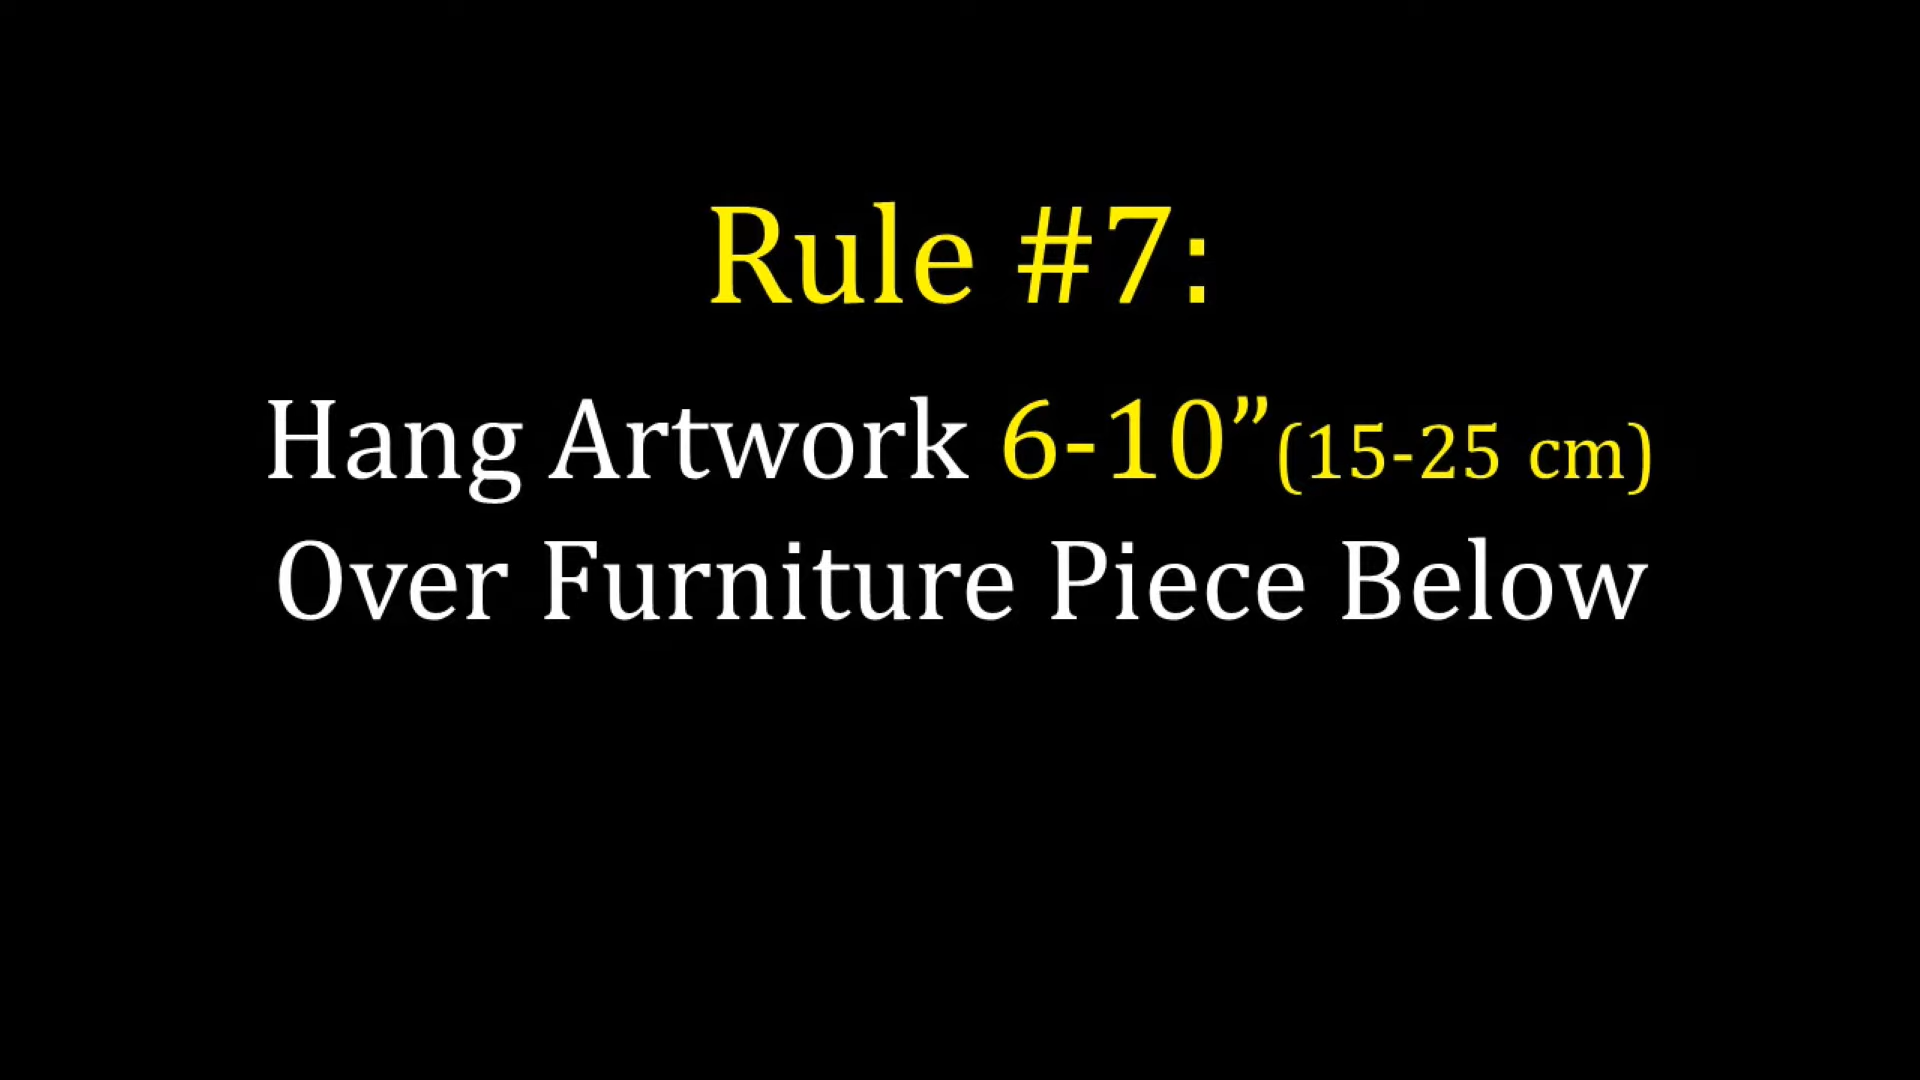 Rule #7:
Hang Artwork 6-10”(15-25 cm)
Over Furniture Piece Below